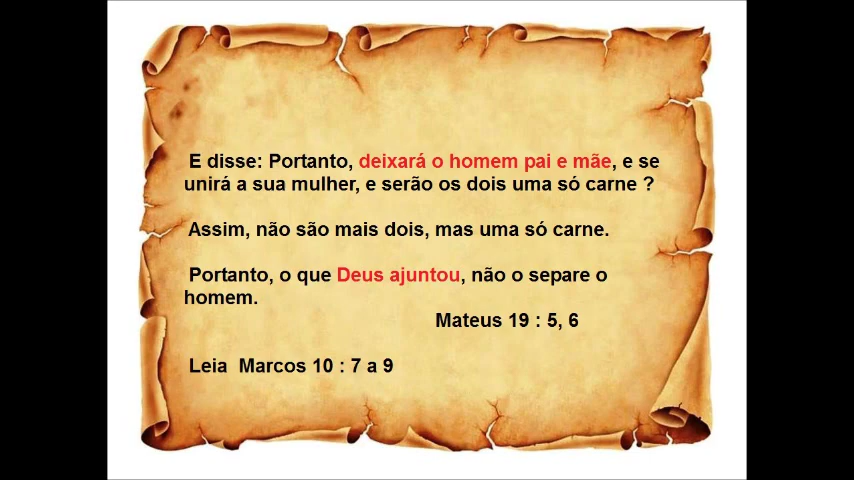 E disse: Portanto, deixará o homem pai e mãe, e se
unirá a sua mulher, e serão os dois uma só carne ?
Assim, não são mais dois, mas uma só carne.
Portanto, o que Deus ajuntou, não o separe o
homem.
Mateus 19 : 5, 6
Leia  Marcos 10 : 7 a 9